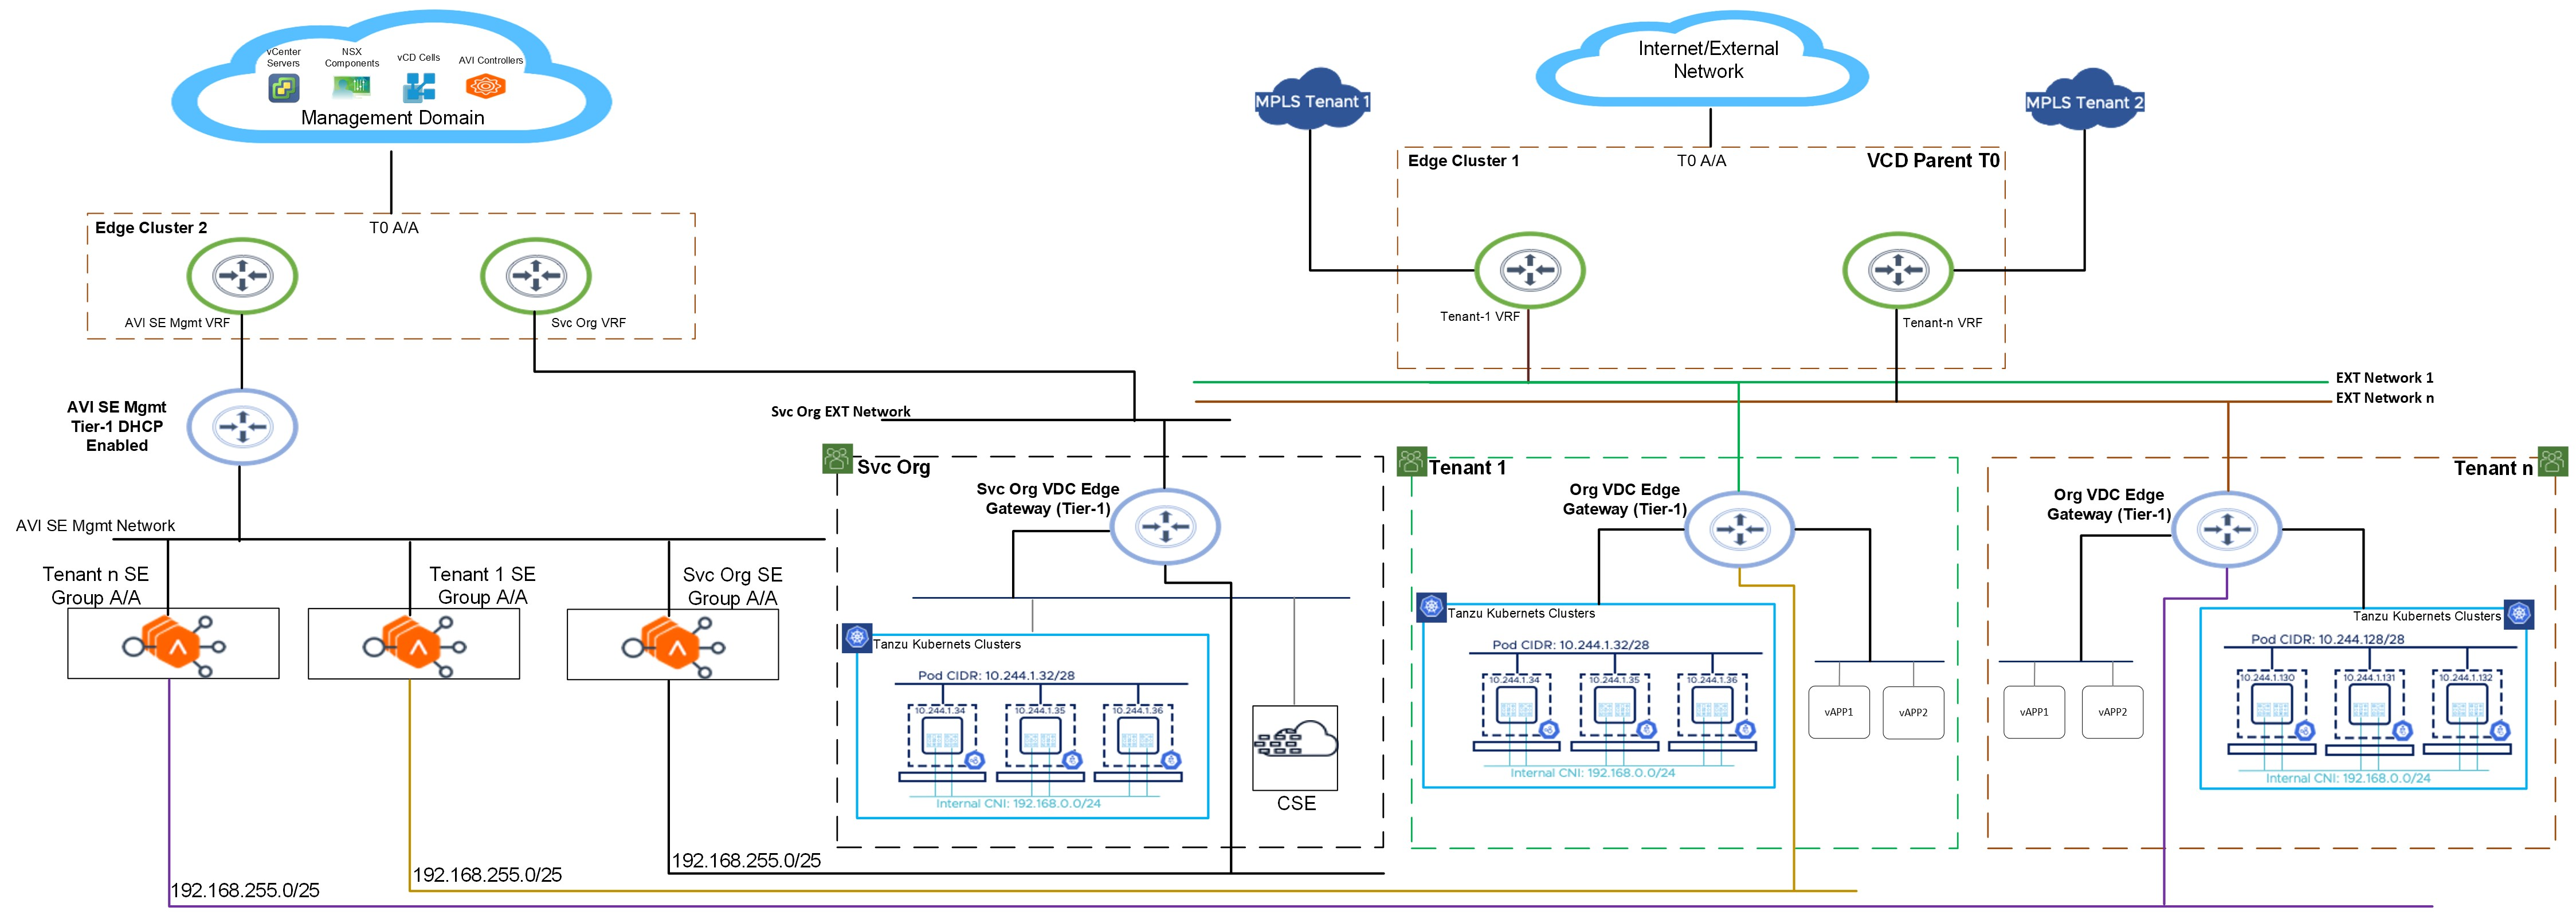 vCenter
Servers
NSX
Components
vCD Cells
AVI Controllers
Management Domain
Internet/External
Network
MPLS Tenant 1
MPLS Tenant 2
Edge Cluster 1
T0 A/A
VCD Parent T0
Edge Cluster 2
T0 A/A
AVI SE Mgmt VRF
Svc Org VRF
Tenant-1 VRF
Tenant-n VRF
EXT Network 1
EXT Network n
AVI SE Mgmt
Tier-1 DHCP
Enabled
Svc Org EXT Network
Svc Org
Svc Org VDC Edge
Gateway (Tier-1)
Tenant 1
Org VDC Edge
Gateway (Tier-1)
Tenant n
Org VDC Edge
Gateway (Tier-1)
AVI SE Mgmt Network
Tenant n SE
Group A/A
Tenant 1 SE
Group A/A
Svc Org SE
Group A/A
Tanzu Kubernets Clusters
Pod CIDR: 10.244.1.32/28
10.244.1.34
10.244.1.35
10.244.1.36
Internal CNI: 192.168.0.0/24
CSE
Tanzu Kubernets Clusters
Pod CIDR: 10.244.1.32/28
10.244.1.34
10.244.1.35
10.244.1.36
Internal CNI: 192.168.0.0/24
vAPP1
vAPP2
vAPP1
vAPP2
Tanzu Kubernets Clusters
Pod CIDR: 10.244.128/28
10.244.1.130
10.244.1.131
10.244.1.132
Internal CNI: 192.168.0.0/24
192.168.255.0/25
192.168.255.0/25
192.168.255.0/25